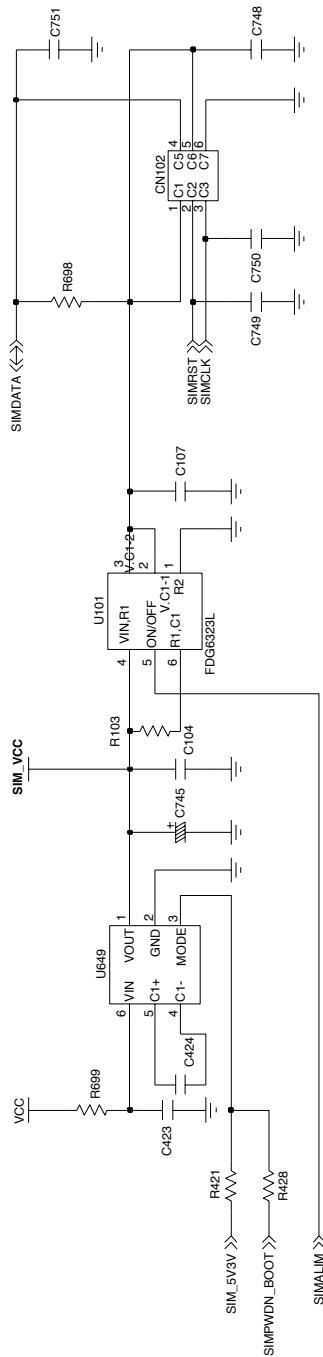 VCC
R699
C423
U649
6
VIN
VOUT
1
5
C1+
GND
2
4
C1-
MODE
3
C424
R421
SIM_5V3V
R428
SIMPWDN_BOOT
SIMALIM
SIM_VCC
+
C745
C104
R103
U101
4
VIN,R1
V.C1-2
3
5
ON/OFF
2
V.C1-1
6
R1,C1
R2
1
FDG6323L
C107
SIMDATA
R698
SIMRST
SIMCLK
C749
C750
CN102
1
C1
C5
4
2
C2
C6
5
3
C3
C7
6
C751
C748